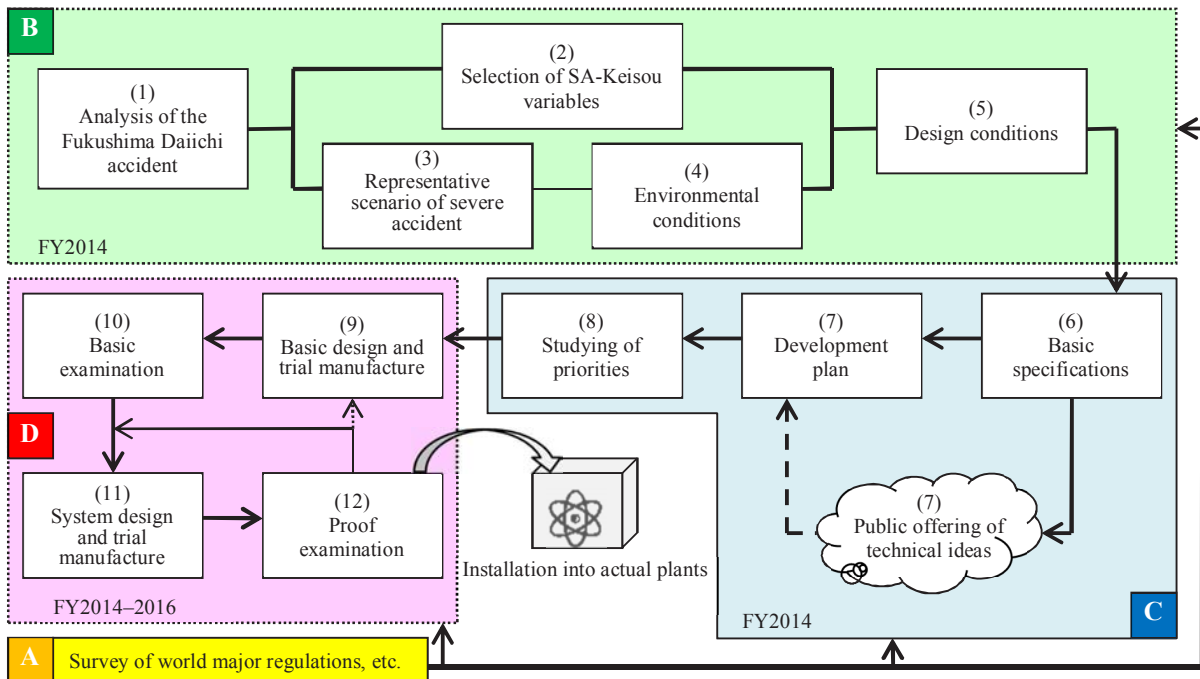 B
(1)
Analysis of the
Fukushima Daiichi
accident
(2)
Selection of SA-Keisou
variables
(3)
Representative
scenario of severe
accident
(4)
Environmental
conditions
(5)
Design conditions
FY2014
(10)
Basic
examination
(9)
Basic design and
trial manufacture
(8)
Studying of
priorities
(7)
Development
plan
(6)
Basic
specifications
D
(11)
System design
and trial
manufacture
(12)
Proof
examination
Installation into actual plants
(7)
Public offering of
technical ideas
FY2014–2016
FY2014
C
A
Survey of world major regulations, etc.